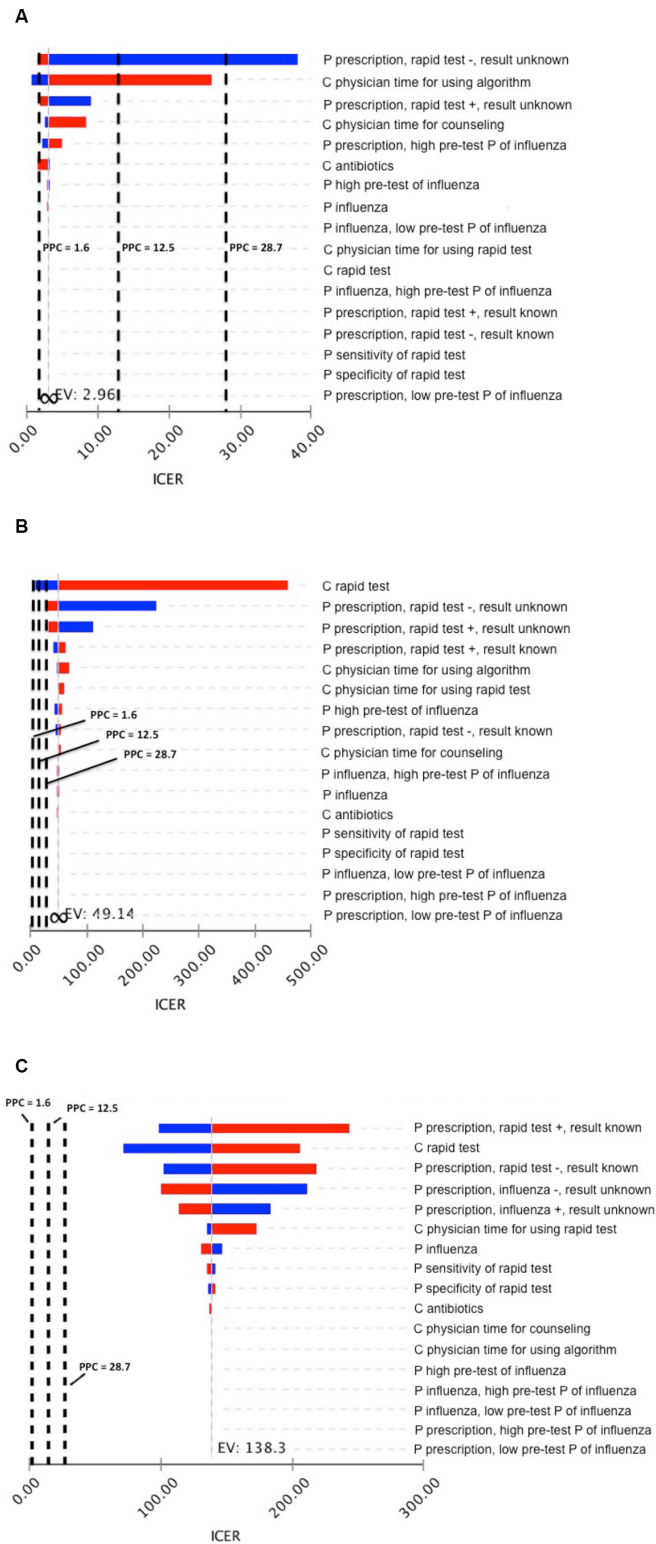 A
P prescription, rapid test -, result unknown
C physician time for using algorithm
P prescription, rapid test +, result unknown
C physician time for counseling
P prescription, high pre-test P of influenza
C antibiotics
P high pre-test of influenza
P influenza
P influenza, low pre-test P of influenza
PPC = 1.6 PPC = 12.5 PPC = 28.7 C physician time for using rapid test
C rapid test
P influenza, high pre-test P of influenza
P prescription, rapid test +, result known
P prescription, rapid test -, result known
P sensitivity of rapid test
P specificity of rapid test
∞ EV: 2.96 P prescription, low pre-test P of influenza
0.00 10.00 20.00 30.00 40.00
ICER
B
C rapid test
P prescription, rapid test -, result unknown
P prescription, rapid test +, result unknown
P prescription, rapid test +, result known
C physician time for using algorithm
C physician time for using rapid test
P high pre-test of influenza
PPC = 1.6
P prescription, rapid test -, result known
PPC = 12.5
C physician time for counseling
PPC = 28.7
P influenza, high pre-test P of influenza
P influenza
C antibiotics
P sensitivity of rapid test
P specificity of rapid test
P influenza, low pre-test P of influenza
P prescription, high pre-test P of influenza
∞ EV: 49.14 P prescription, low pre-test P of influenza
0.00 100.00 200.00 300.00 400.00 500.00
ICER
C
PPC = 1.6 PPC = 12.5
P prescription, rapid test +, result known
C rapid test
P prescription, rapid test -, result known
P prescription, influenza -, result unknown
P prescription, influenza +, result unknown
C physician time for using rapid test
P influenza
P sensitivity of rapid test
P specificity of rapid test
C antibiotics
C physician time for counseling
C physician time for using algorithm
PPC = 28.7 P high pre-test of influenza
P influenza, high pre-test P of influenza
P influenza, low pre-test P of influenza
P prescription, high pre-test P of influenza
EV: 138.3 P prescription, low pre-test P of influenza
0.00 100.00 200.00 300.00
ICER